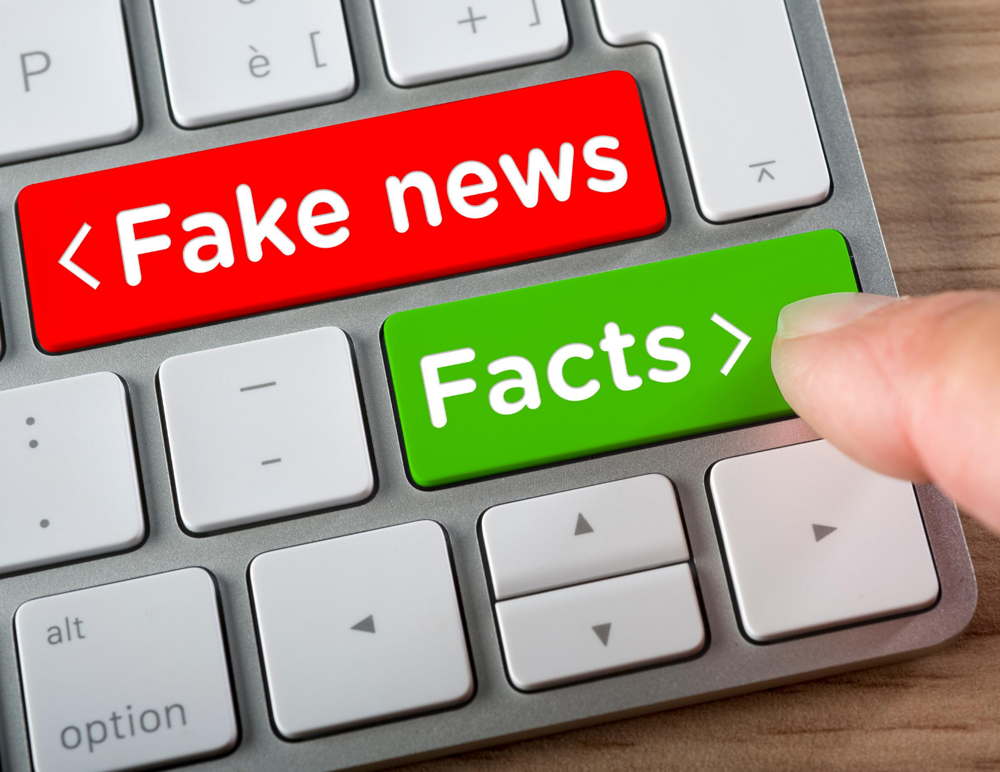 P
è [
+ ]
< Fake news
Facts >
:
.
—
-
alt
option